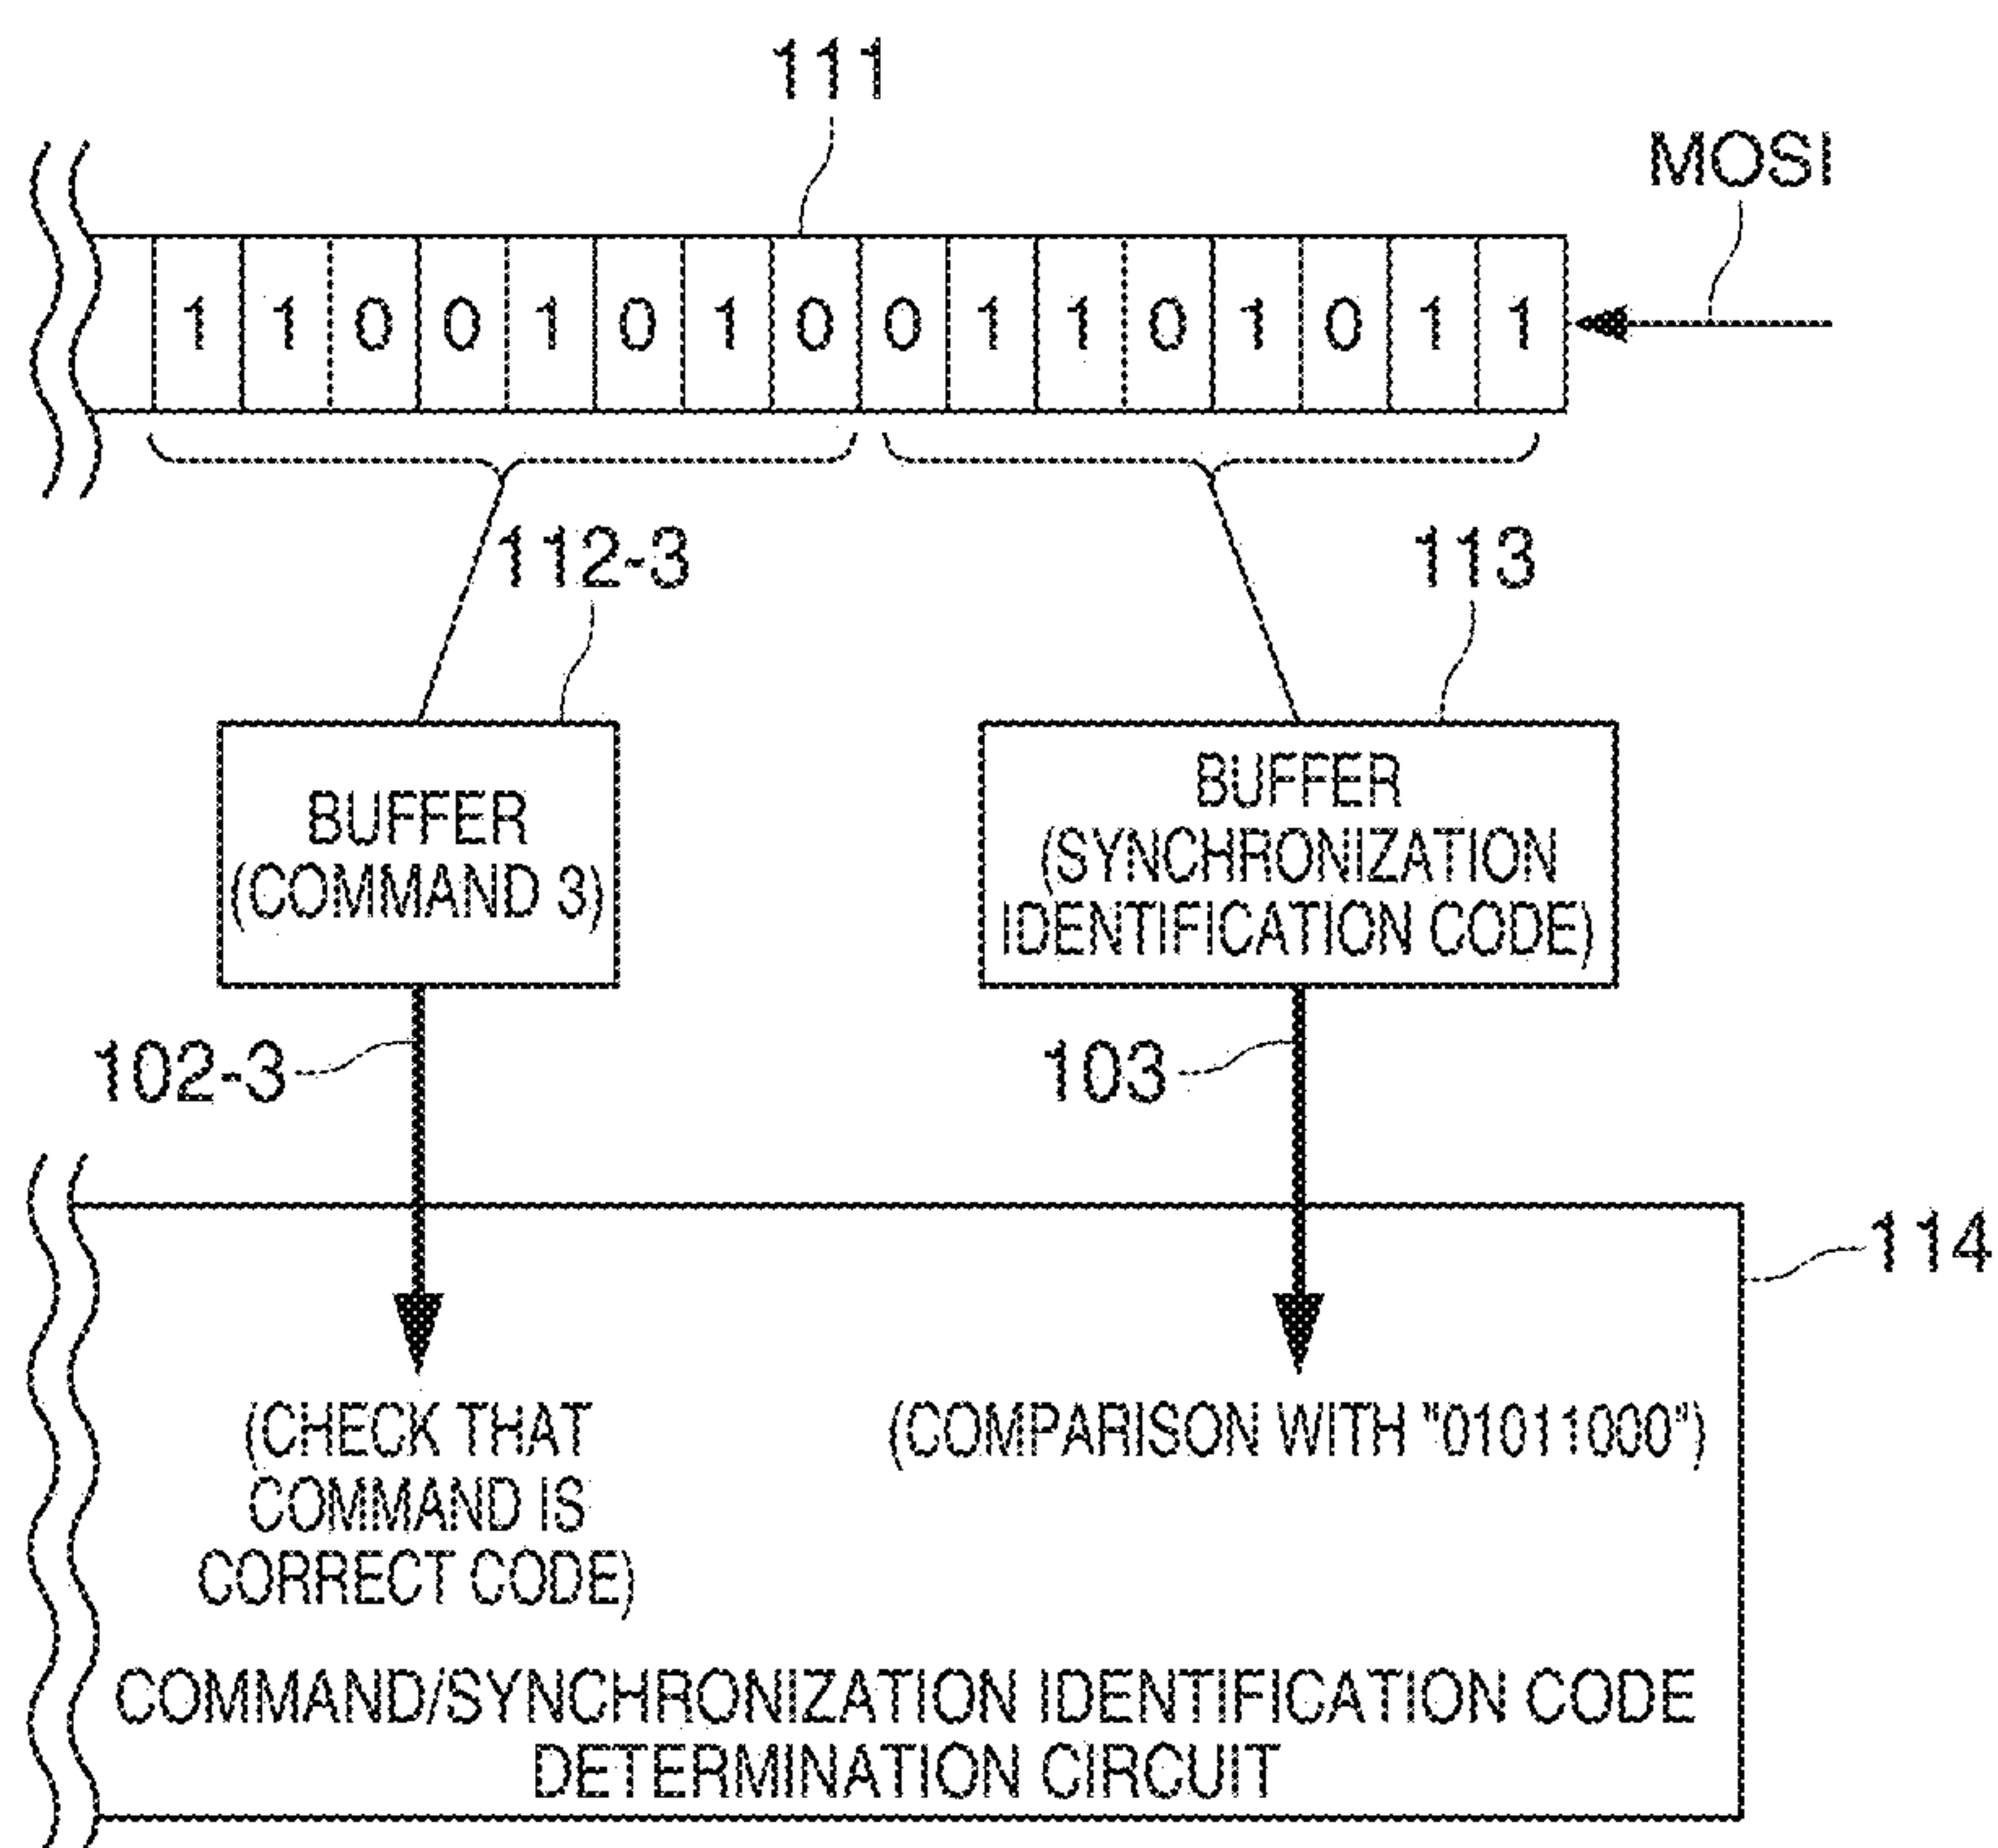 111
MOSI
1 1 0 0 1 0 1 0 0 1 1 0 1 0 1 1
112-3
113
BUFFER
(COMMAND 3)
BUFFER
(SYNCHRONIZATION
IDENTIFICATION CODE)
102-3
103
114
(CHECK THAT
COMMAND IS
CORRECT CODE)
(COMPARISON WITH "01011000")
COMMAND/SYNCHRONIZATION IDENTIFICATION CODE
DETERMINATION CIRCUIT